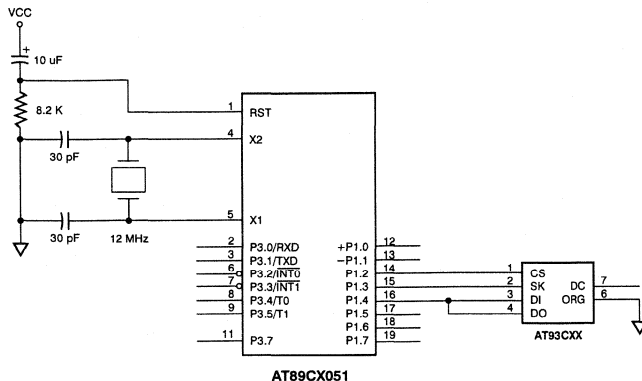 VCC
+
10 uF
8.2 K
30 pF
30 pF
12 MHz
1 RST
4 X2
5 X1
2 P3.0/RXD
3 P3.1/TXD
6 P3.2/INT0
7 P3.3/INT1
8 P3.4/T0
9 P3.5/T1
11 P3.7
+P1.0 12
−P1.1 13
P1.2 14
P1.3 15
P1.4 16
P1.5 17
P1.6 18
P1.7 19
AT89CX051
1 CS
2 SK
3 DI
4 DO
DC 7
ORG 6
AT93CXX